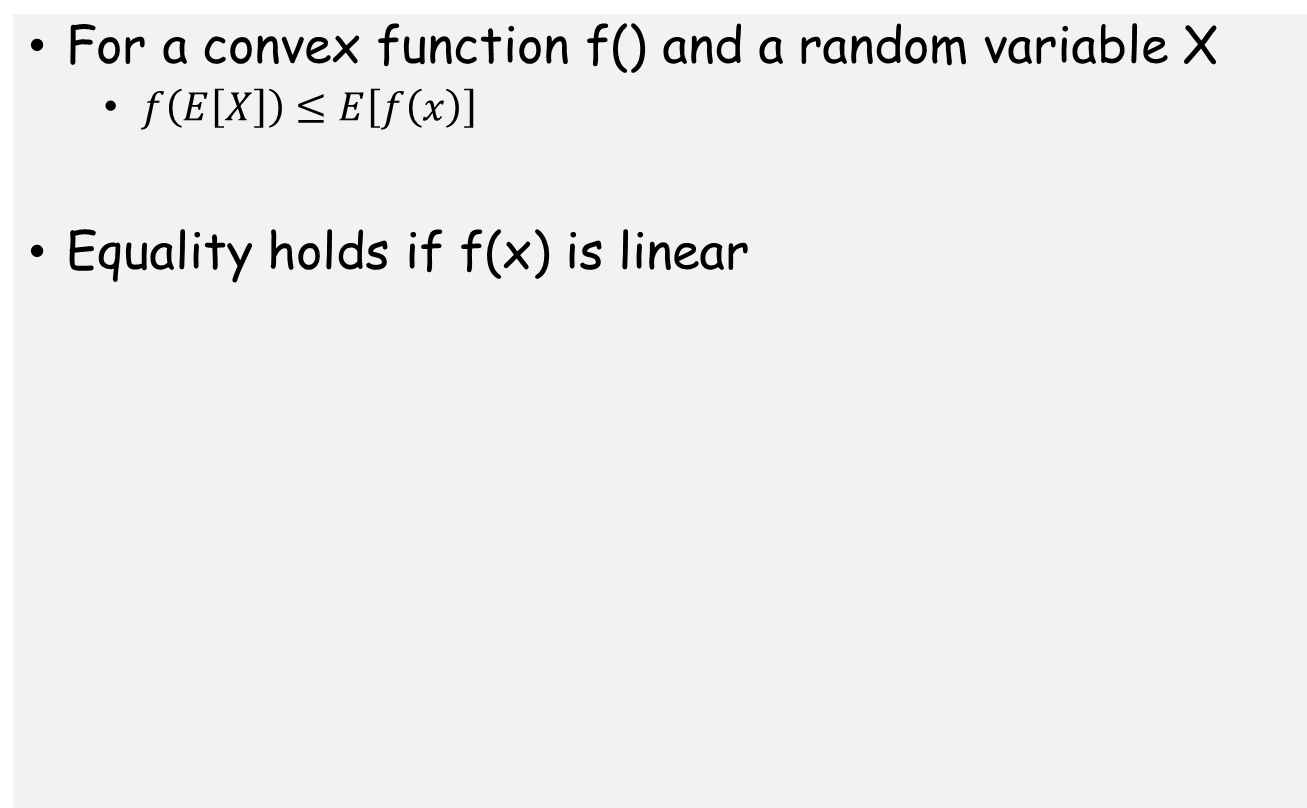 • For a convex function f() and a random variable X
• f(E[X]) ≤ E[f(x)]
• Equality holds if f(x) is linear